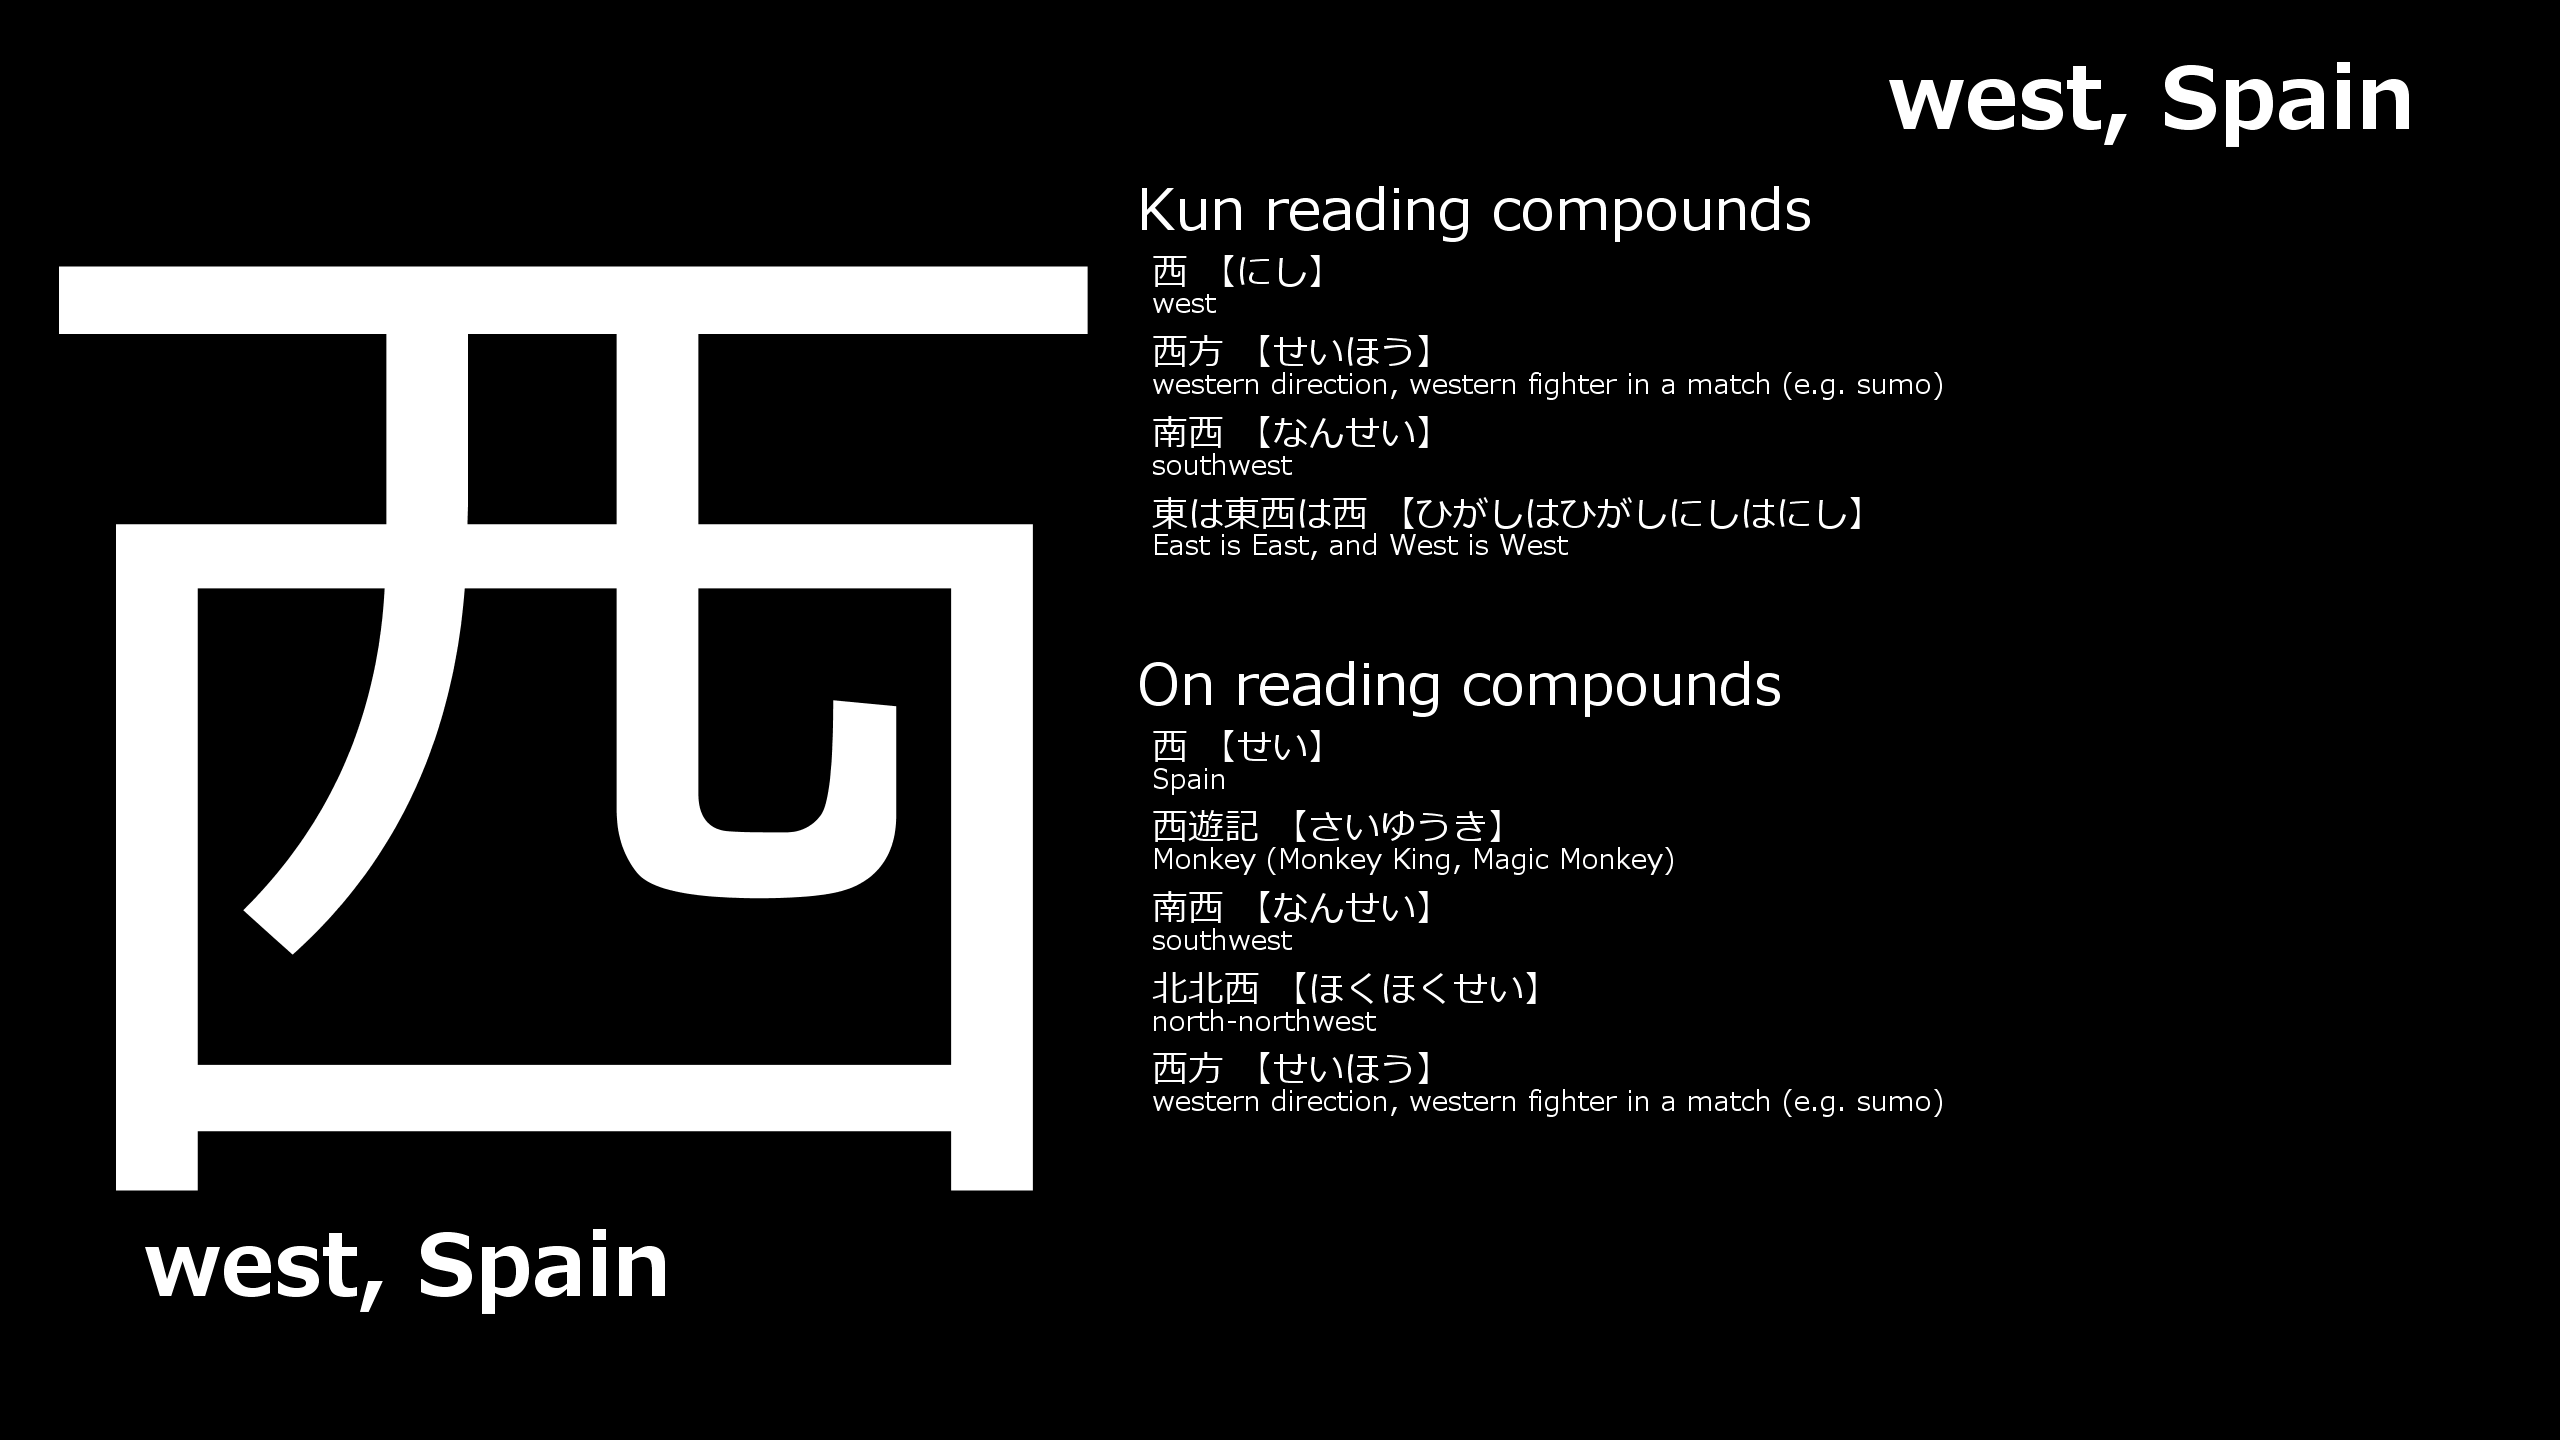 west, Spain
西
west, Spain
Kun reading compounds
西 【にし】
west
西方 【せいほう】
western direction, western fighter in a match (e.g. sumo)
南西 【なんせい】
southwest
東は東西は西 【ひがしはひがしにしはにし】
East is East, and West is West
On reading compounds
西 【せい】
Spain
西遊記 【さいゆうき】
Monkey (Monkey King, Magic Monkey)
南西 【なんせい】
southwest
北北西 【ほくほくせい】
north-northwest
西方 【せいほう】
western direction, western fighter in a match (e.g. sumo)